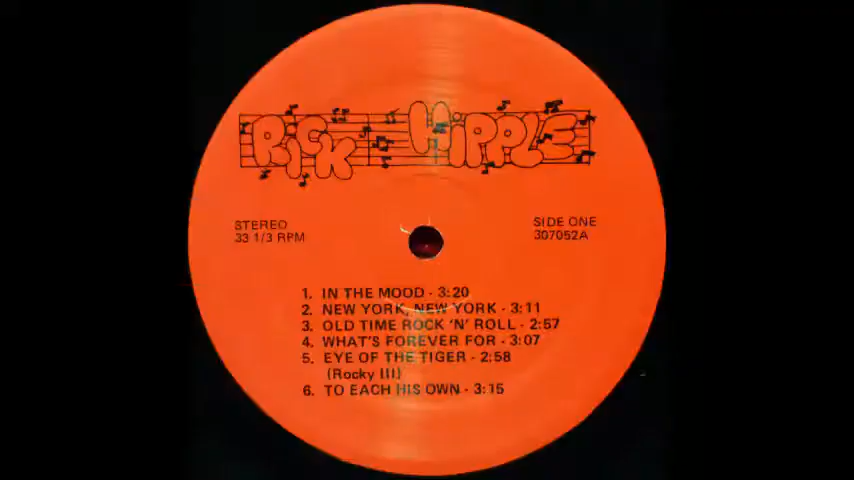 RICK HIPPLE
STEREO
33 1/3 RPM
SIDE ONE
307052A
1. IN THE MOOD - 3:20
2. NEW YORK, NEW YORK - 3:11
3. OLD TIME ROCK 'N' ROLL - 2:57
4. WHAT'S FOREVER FOR - 3:07
5. EYE OF THE TIGER - 2:58
(Rocky III)
6. TO EACH HIS OWN - 3:15